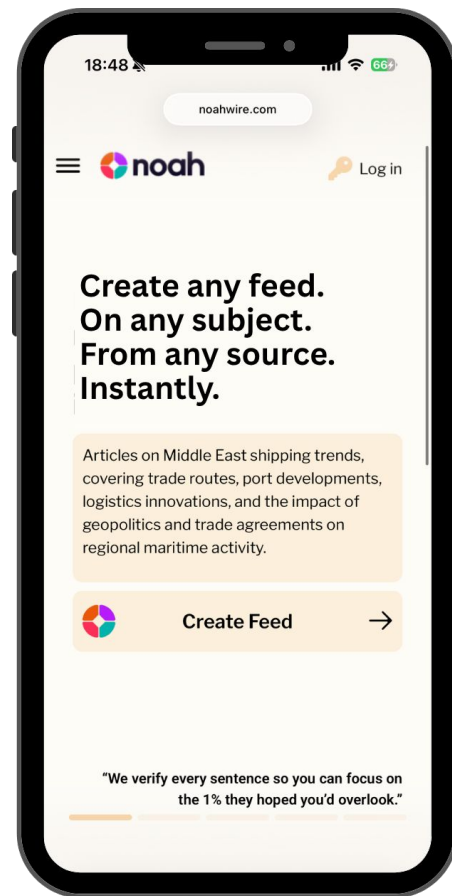 18:48
66
noahwire.com
noah
Log in
Create any feed.
On any subject.
From any source.
Instantly.
Articles on Middle East shipping trends,
covering trade routes, port developments,
logistics innovations, and the impact of
geopolitics and trade agreements on
regional maritime activity.
Create Feed
“We verify every sentence so you can focus on
the 1% they hoped you’d overlook.”